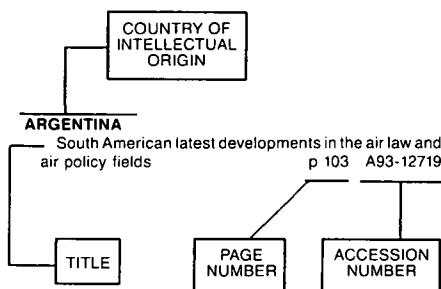 COUNTRY OF
INTELLECTUAL
ORIGIN
ARGENTINA
South American latest developments in the air law and
air policy fields p 103 A93-12719
TITLE
PAGE
NUMBER
ACCESSION
NUMBER